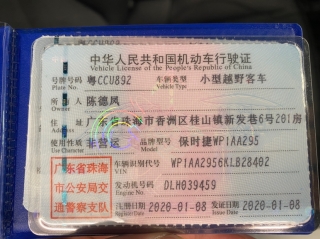 中华人民共和国机动车行驶证
Vehicle License of the People's Republic of China
号牌号码 粤CCU892 车辆类型 小型越野客车
Plate No. Vehicle Type
所有人 陈德凤
Owner
住址 广东省珠海市香洲区桂山镇新发巷6号201房
Address
使用性质 非营运 品牌型号 保时捷WP1AA295
Use Character Model
广东省珠海市公安局交通警察支队
车辆识别代号 WP1AA2956KLB28402
VIN
发动机号码 DLH039459
Engine No.
注册日期 2020-01-08 发证日期 2020-01-08
Register Date Issue Date